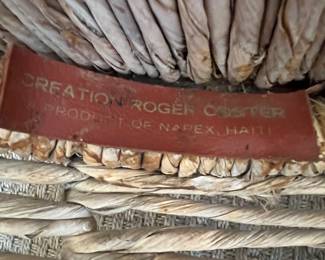 CREATION ROGER COSTER
A PRODUCT OF NAPEX, HAITI